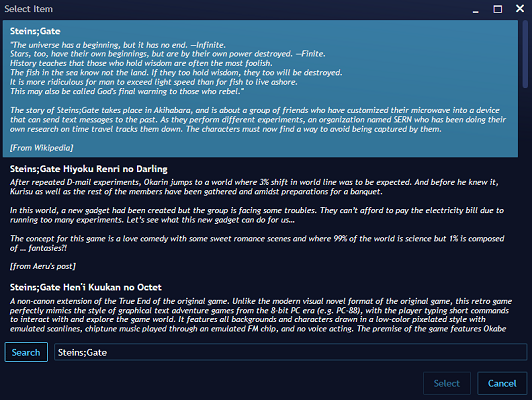 Select Item
Steins;Gate
"The universe has a beginning, but it has no end. —Infinite.
Stars, too, have their own beginnings, but are by their own power destroyed. —Finite.
History teaches that those who hold wisdom are often the most foolish.
The fish in the sea know not the land. If they too hold wisdom, they too will be destroyed.
It is more ridiculous for man to exceed light speed than for fish to live ashore.
This may also be called God's final warning to those who rebel."
The story of Steins;Gate takes place in Akihabara, and is about a group of friends who have customized their microwave into a device
that can send text messages to the past. As they perform different experiments, an organization named SERN who has been doing their
own research on time travel tracks them down. The characters must now find a way to avoid being captured by them.
[From Wikipedia]
Steins;Gate Hiyoku Renri no Darling
After repeated D-mail experiments, Okarin jumps to a world where 3% shift in world line was to be expected. And before he knew it,
Kurisu as well as the rest of the members have been gathered and amidst preparations for a banquet.
In this world, a new gadget had been created but the group is facing some troubles. They can't afford to pay the electricity bill due to
running too many experiments. Let's see what this new gadget can do for us...
The concept for this game is a love comedy with some sweet romance scenes and where 99% of the world is science but 1% is composed
of ... fantasies?!
[from Aeru's post]
Steins;Gate Hen'i Kuukan no Octet
A non-canon extension of the True End of the original game. Unlike the modern visual novel format of the original game, this retro game
perfectly mimics the style of graphical text adventure games from the 8-bit PC era (e.g. PC-88), with the player typing short commands
to interact with and explore the game world. It features all backgrounds and characters drawn in a low-color pixelated style with
emulated scanlines, chiptune music played through an emulated FM chip, and no voice acting. The premise of the game features Okabe
Search
Steins;Gate
Select
Cancel